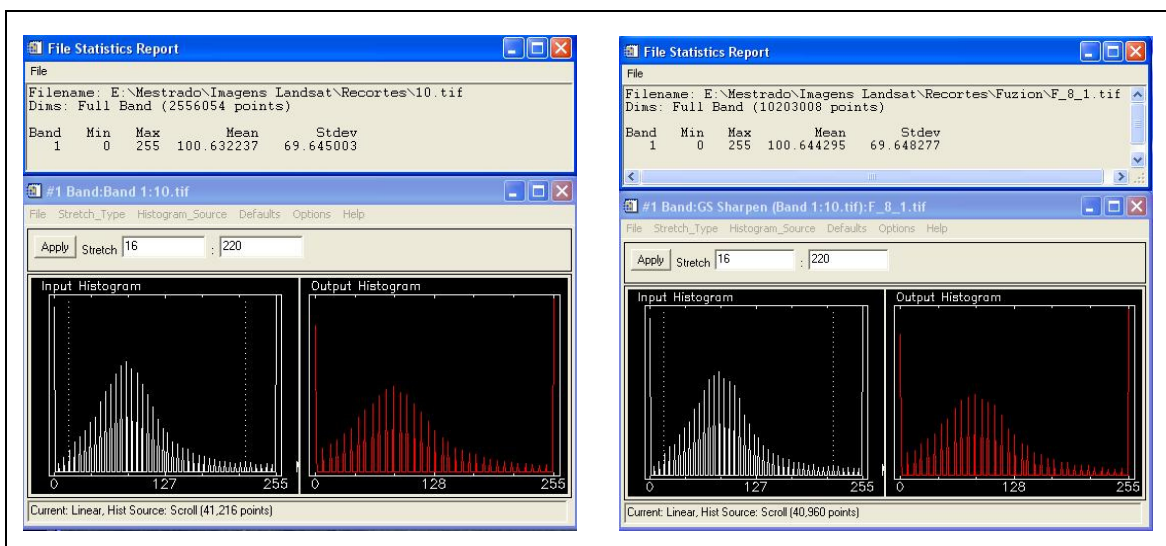 File Statistics Report
File
Filename: E:\Mestrado\Imagens Landsat\Recortes\10.tif
Dims: Full Band (2556054 points)
Band Min Max Mean Stdev
1 0 255 100.632237 69.645003
#1 Band:Band 1:10.tif
File Stretch_Type Histogram_Source Defaults Options Help
Apply Stretch 16 : 220
Input Histogram Output Histogram
0 127 255 0 128 255
Current: Linear, Hist Source: Scroll (41,216 points)
File Statistics Report
File
Filename: E:\Mestrado\Imagens Landsat\Recortes\Fuzion\F_8_1.tif
Dims: Full Band (10203008 points)
Band Min Max Mean Stdev
1 0 255 100.644295 69.648277
#1 Band:GS Sharpen (Band 1:10.tif):F_8_1.tif
File Stretch_Type Histogram_Source Defaults Options Help
Apply Stretch 16 : 220
Input Histogram Output Histogram
0 127 255 0 128 255
Current: Linear, Hist Source: Scroll (40,960 points)